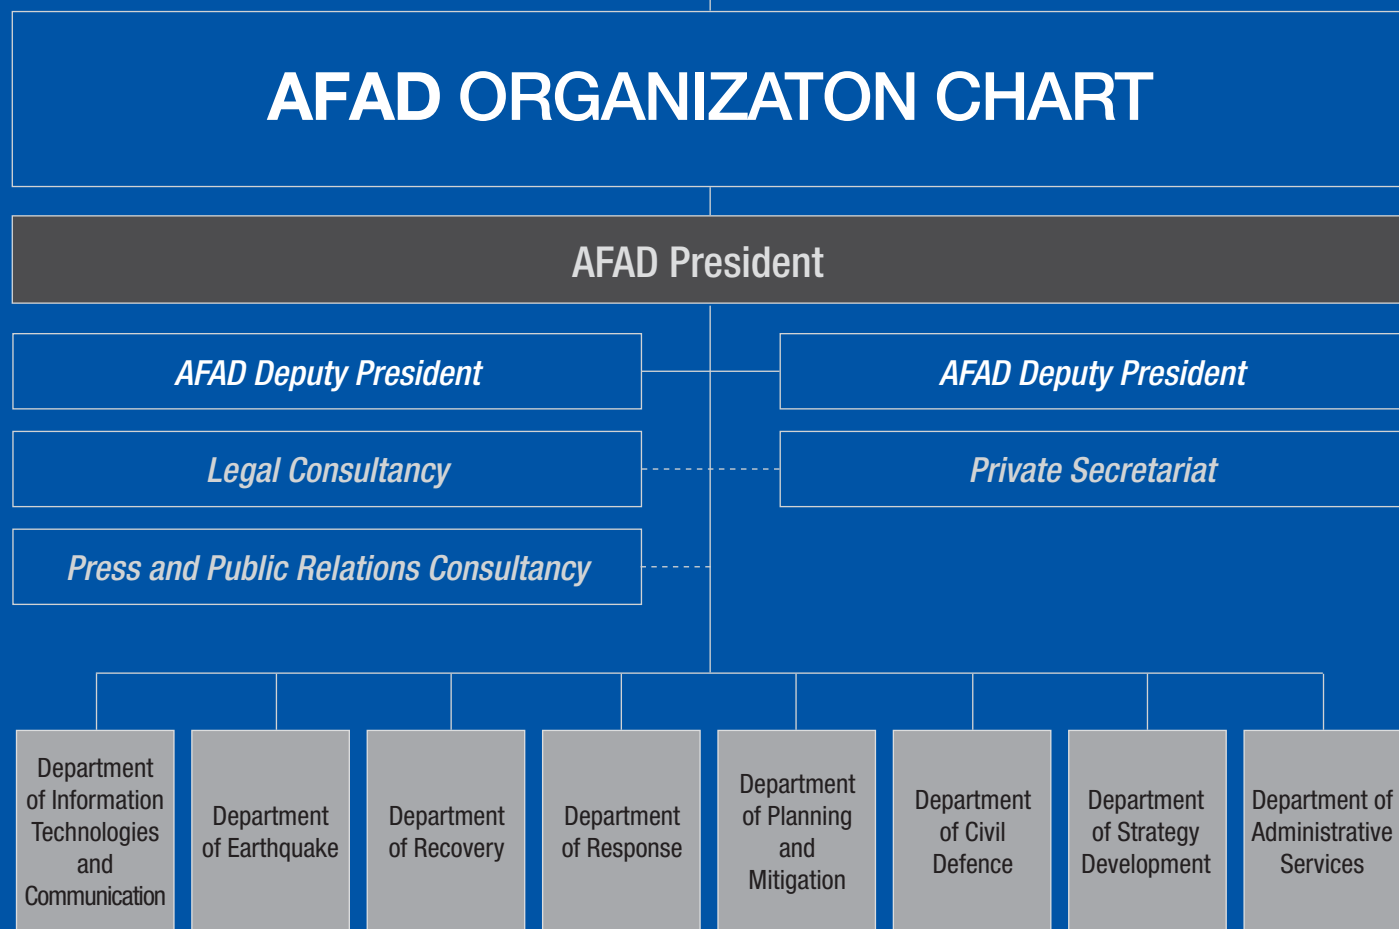 AFAD ORGANIZATON CHART
AFAD President
AFAD Deputy President
AFAD Deputy President
Legal Consultancy
Private Secretariat
Press and Public Relations Consultancy
Department
of Information
Technologies
and
Communication
Department
of Earthquake
Department
of Recovery
Department
of Response
Department
of Planning
and
Mitigation
Department
of Civil
Defence
Department
of Strategy
Development
Department of
Administrative
Services